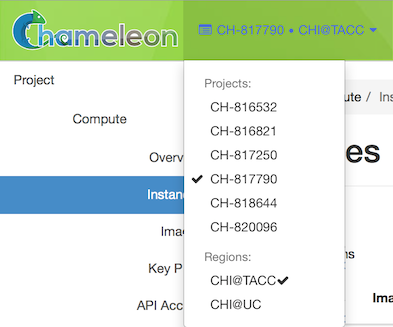 Chameleon
CH-817790 • CHI@TACC
Project
Compute
Overv
Instanc
Ima
Key P
API Acc
Projects:
CH-816532
CH-816821
CH-817250
CH-817790
CH-818644
CH-820096
Regions:
CHI@TACC
CHI@UC
ute / Ins
es
ns
Ima